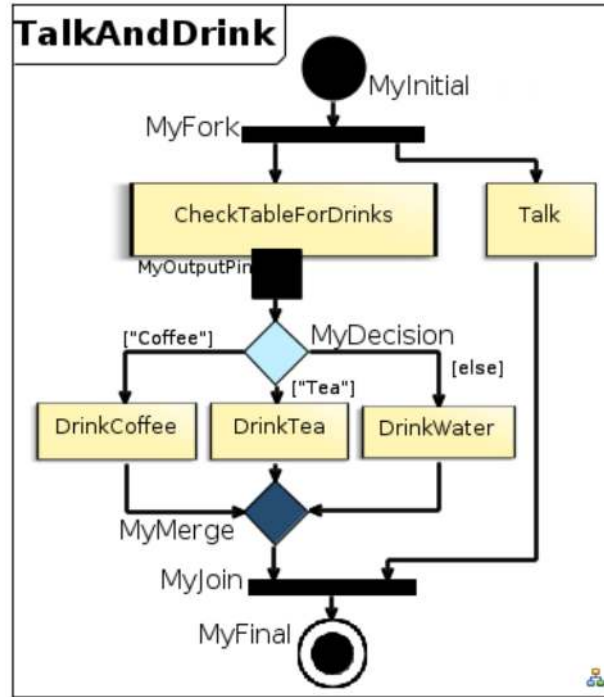 TalkAndDrink
MyInitial
MyFork
CheckTableForDrinks
Talk
MyOutputPin
MyDecision
["Coffee"]
["Tea"]
[else]
DrinkCoffee
DrinkTea
DrinkWater
MyMerge
MyJoin
MyFinal